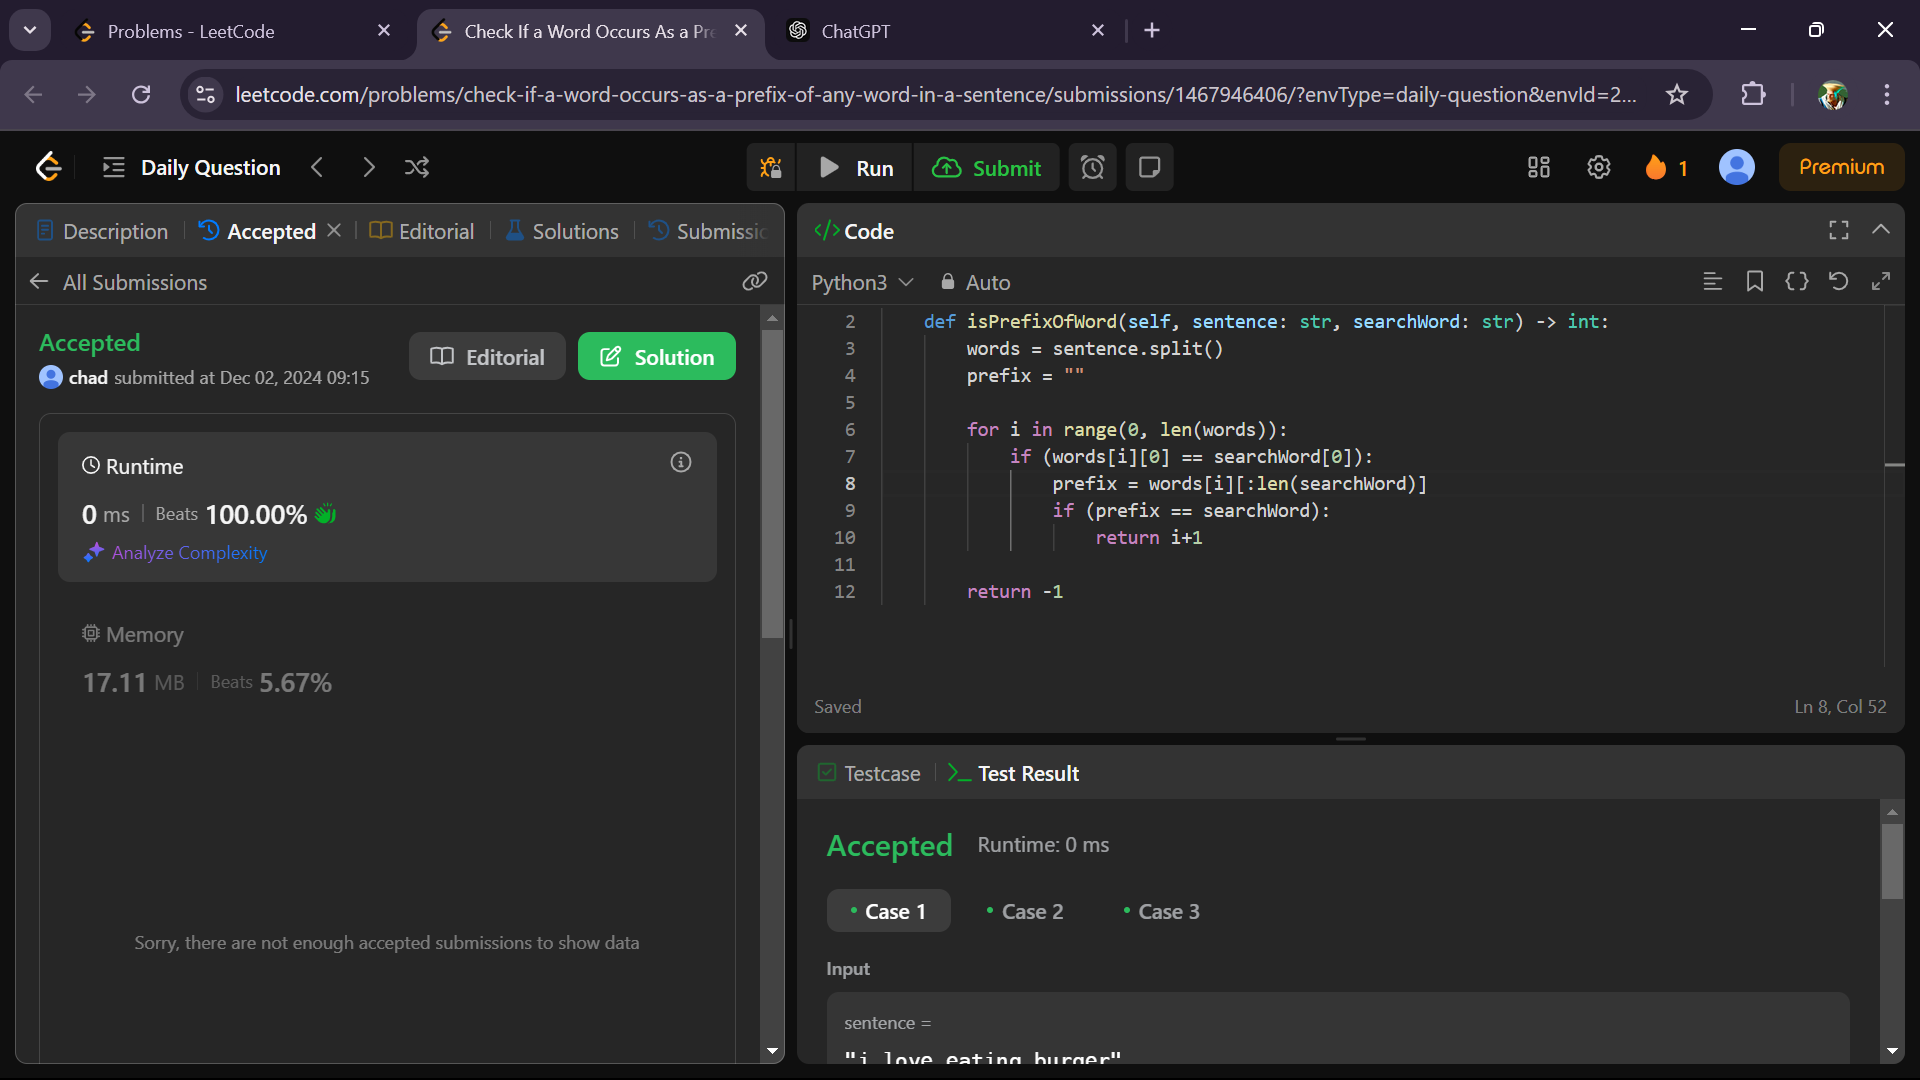 Problems - LeetCode
Check If a Word Occurs As a Pre
ChatGPT
leetcode.com/problems/check-if-a-word-occurs-as-a-prefix-of-any-word-in-a-sentence/submissions/1467946406/?envType=daily-question&envId=2...
Daily Question
Run
Submit
1
Premium
Description
Accepted
Editorial
Solutions
Submissic
All Submissions
Accepted
chad submitted at Dec 02, 2024 09:15
Editorial
Solution
Runtime
0 ms | Beats 100.00%
Analyze Complexity
Memory
17.11 MB | Beats 5.67%
Sorry, there are not enough accepted submissions to show data
</> Code
Python3
Auto
2 def isPrefixOfWord(self, sentence: str, searchWord: str) -> int:
3 words = sentence.split()
4 prefix = ""
5
6 for i in range(0, len(words)):
7 if (words[i][0] == searchWord[0]):
8 prefix = words[i][:len(searchWord)]
9 if (prefix == searchWord):
10 return i+1
11
12 return -1
Saved
Ln 8, Col 52
Testcase
Test Result
Accepted
Runtime: 0 ms
Case 1
Case 2
Case 3
Input
sentence =
"i love eating burger"